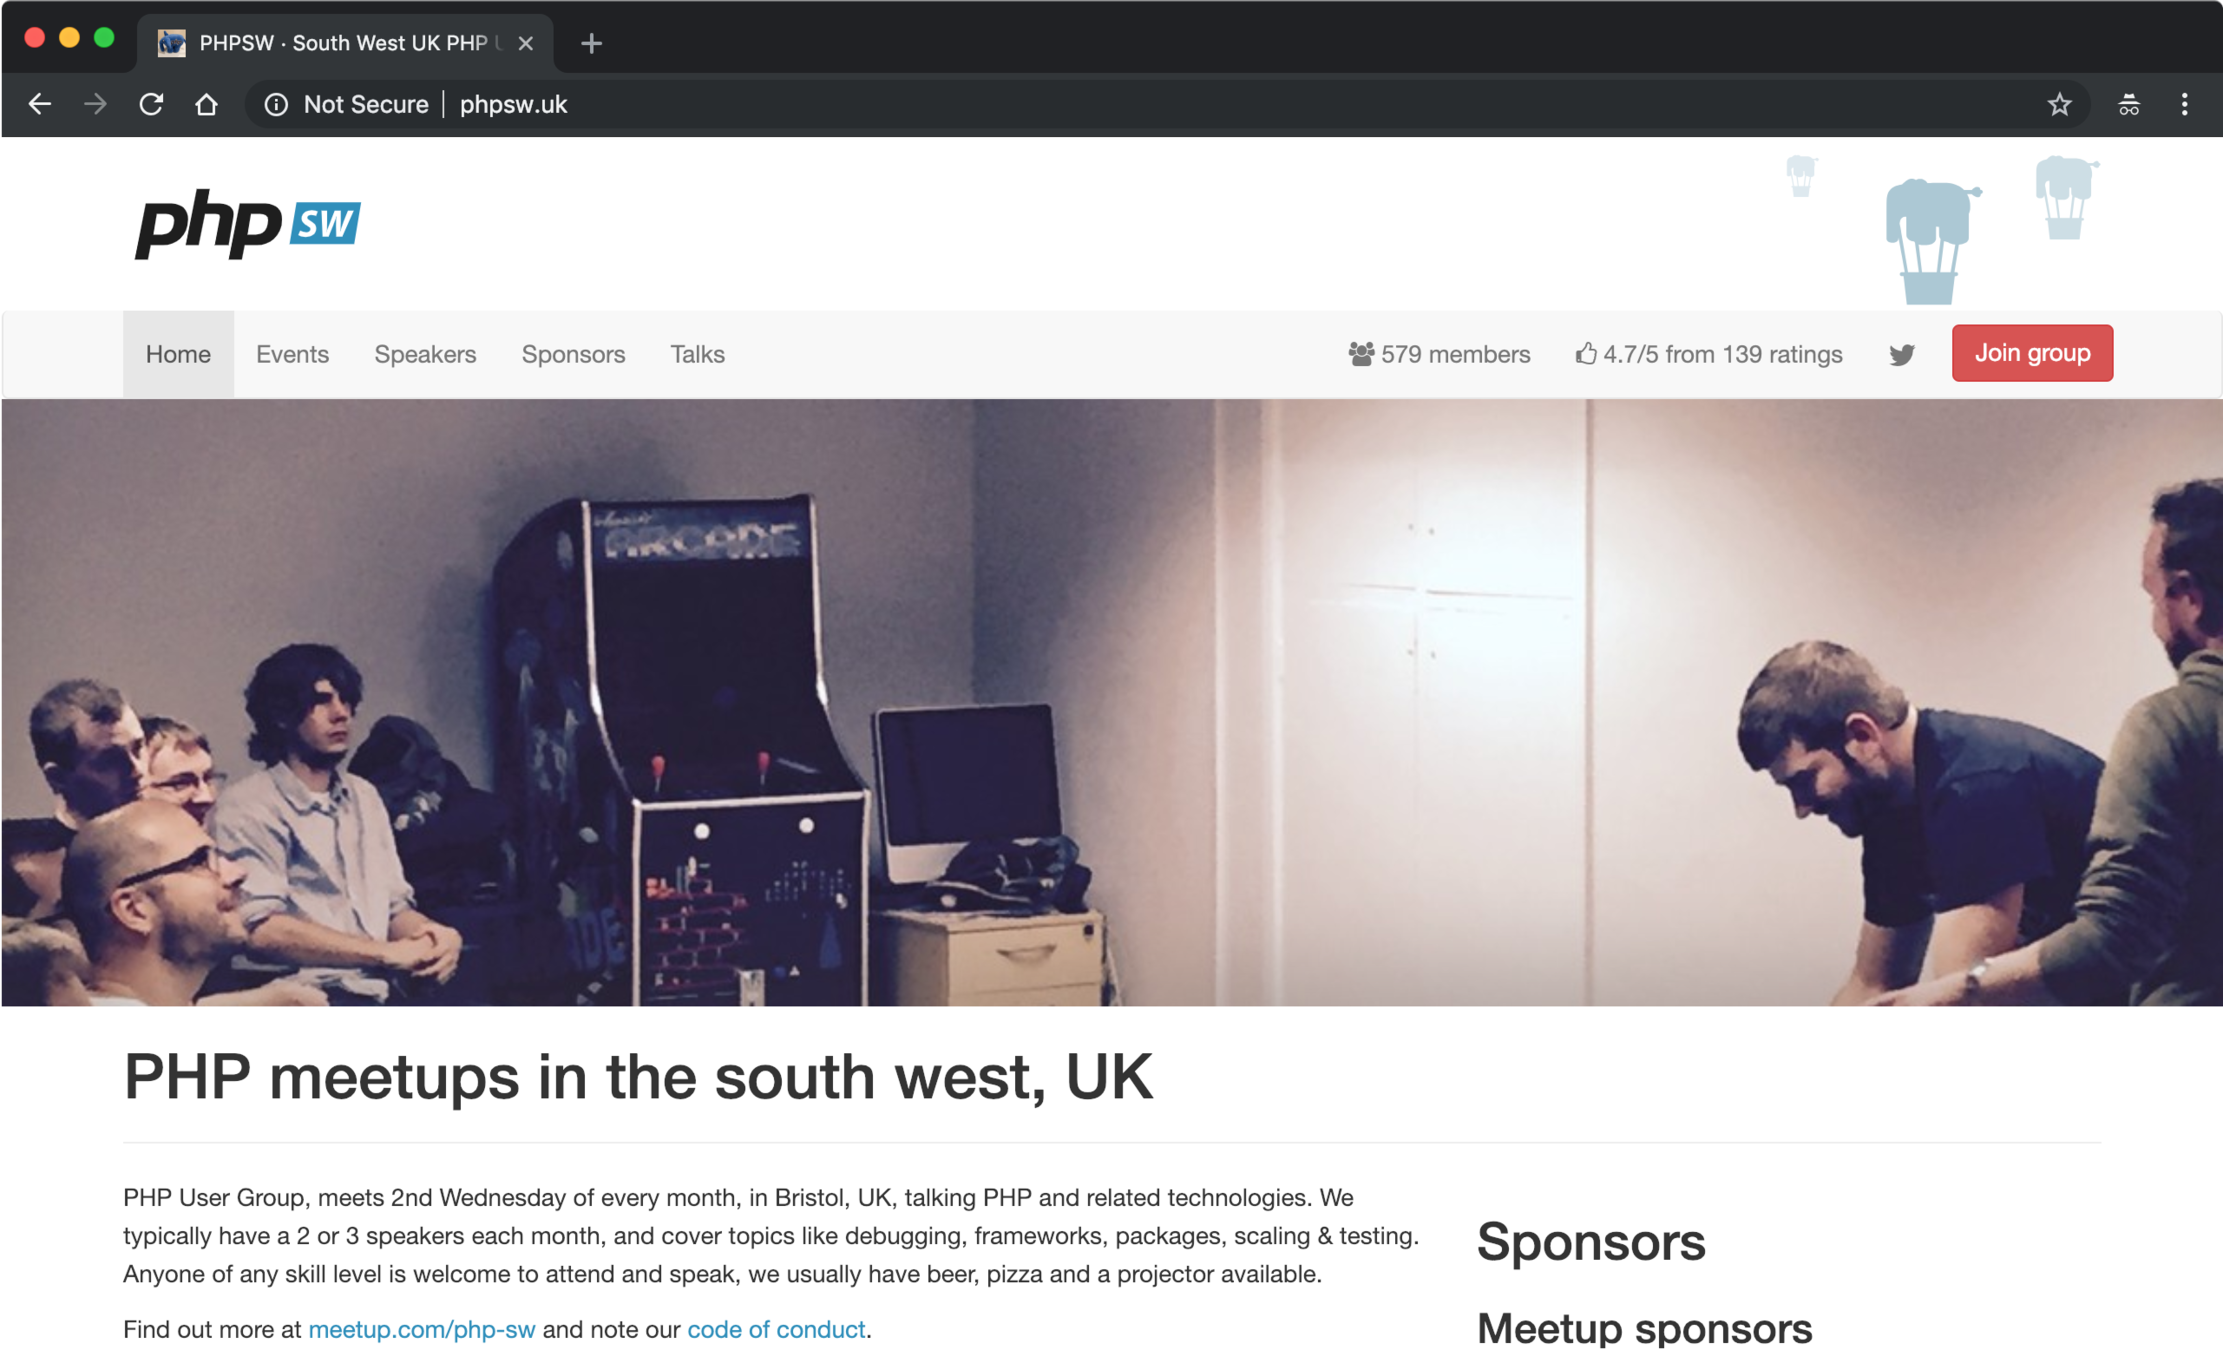 PHPSW · South West UK PHP
Not Secure
phpsw.uk
php SW
Home
Events
Speakers
Sponsors
Talks
579 members
4.7/5 from 139 ratings
Join group
ARCADE
PHP meetups in the south west, UK
PHP User Group, meets 2nd Wednesday of every month, in Bristol, UK, talking PHP and related technologies. We
typically have a 2 or 3 speakers each month, and cover topics like debugging, frameworks, packages, scaling & testing.
Anyone of any skill level is welcome to attend and speak, we usually have beer, pizza and a projector available.
Find out more at meetup.com/php-sw and note our code of conduct.
Sponsors
Meetup sponsors